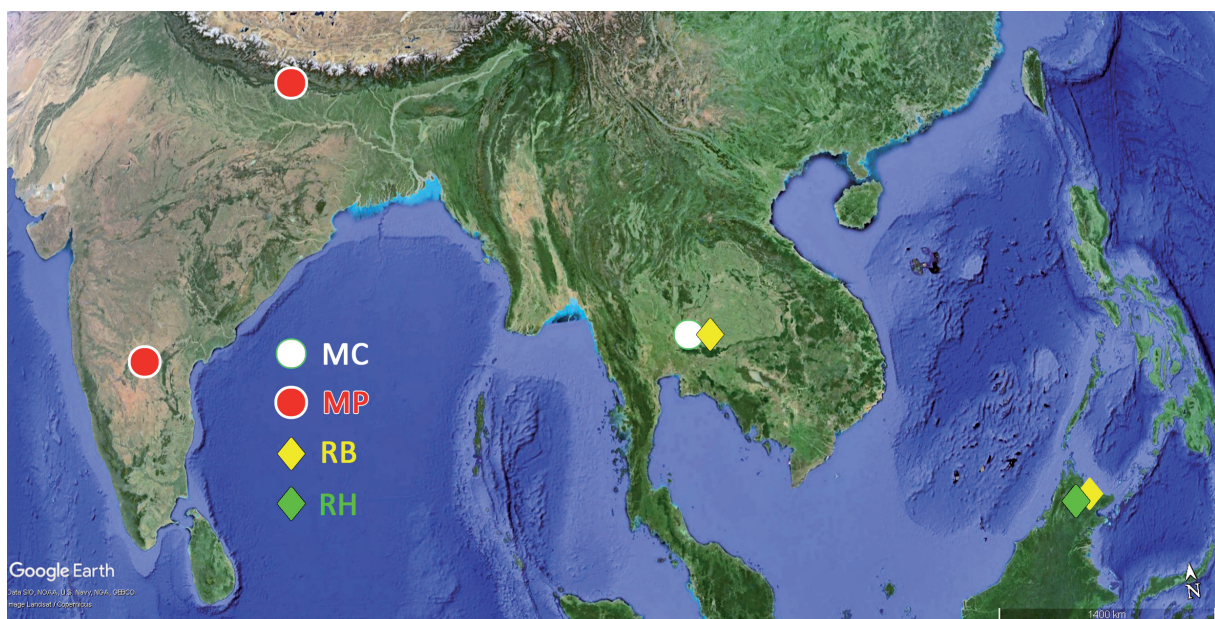 MC
MP
RB
RH
Google Earth
Data SIO, NOAA, U.S. Navy, NGA, GEBCO
Image Landsat / Copernicus
N
1400 km